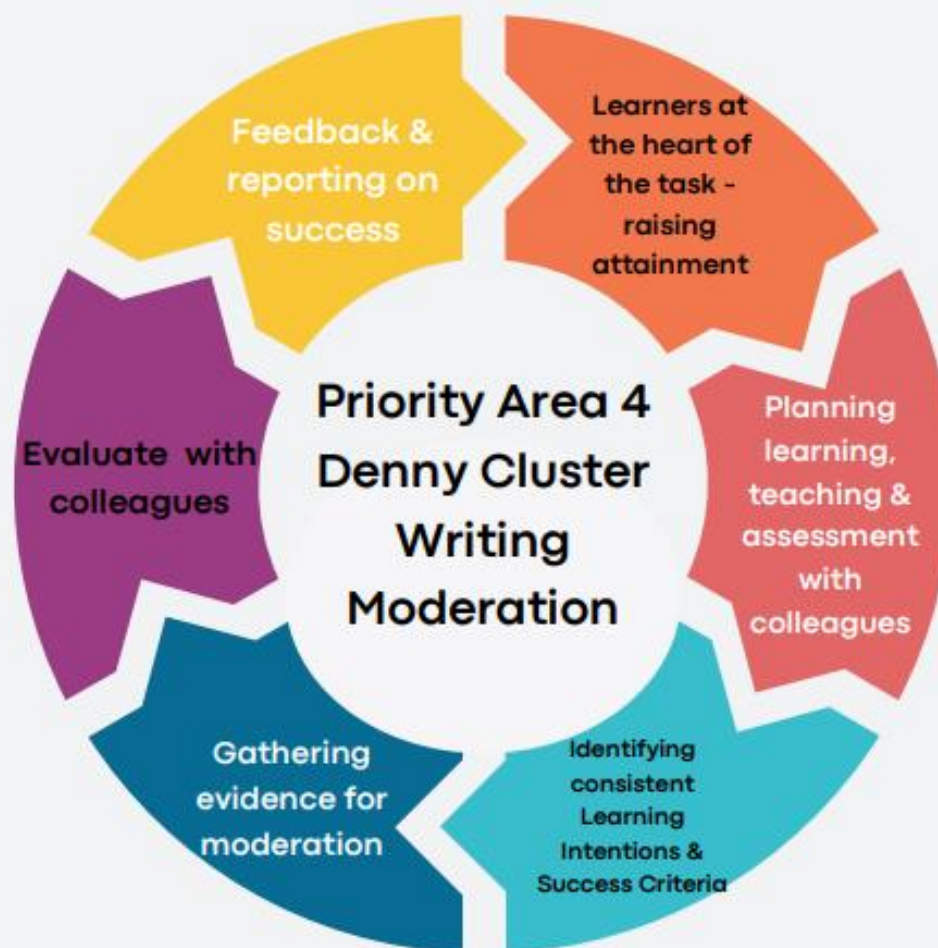 Priority Area 4
Denny Cluster
Writing
Moderation
Learners at
the heart of
the task -
raising
attainment
Planning
learning,
teaching &
assessment
with
colleagues
Identifying
consistent
Learning
Intentions &
Success Criteria
Gathering
evidence for
moderation
Evaluate with
colleagues
Feedback &
reporting on
success